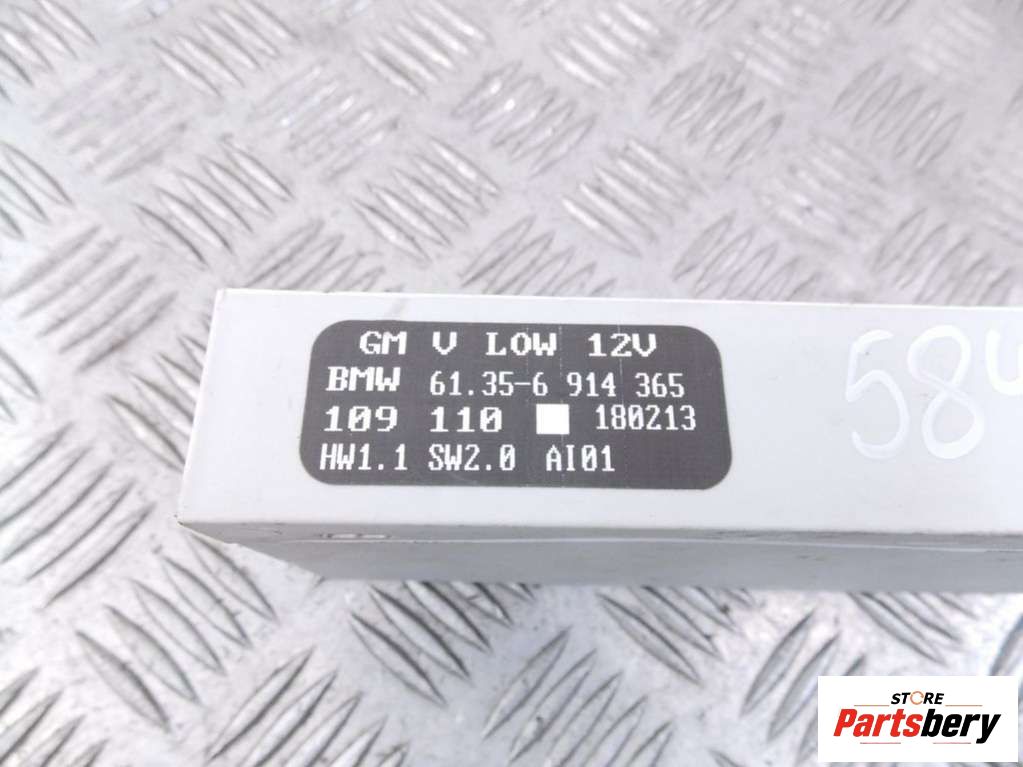 GM V LOW 12V
BMW 61.35-6 914 365
109 110 180213
HW1.1 SW2.0 AI01
58
STORE
Partsbery